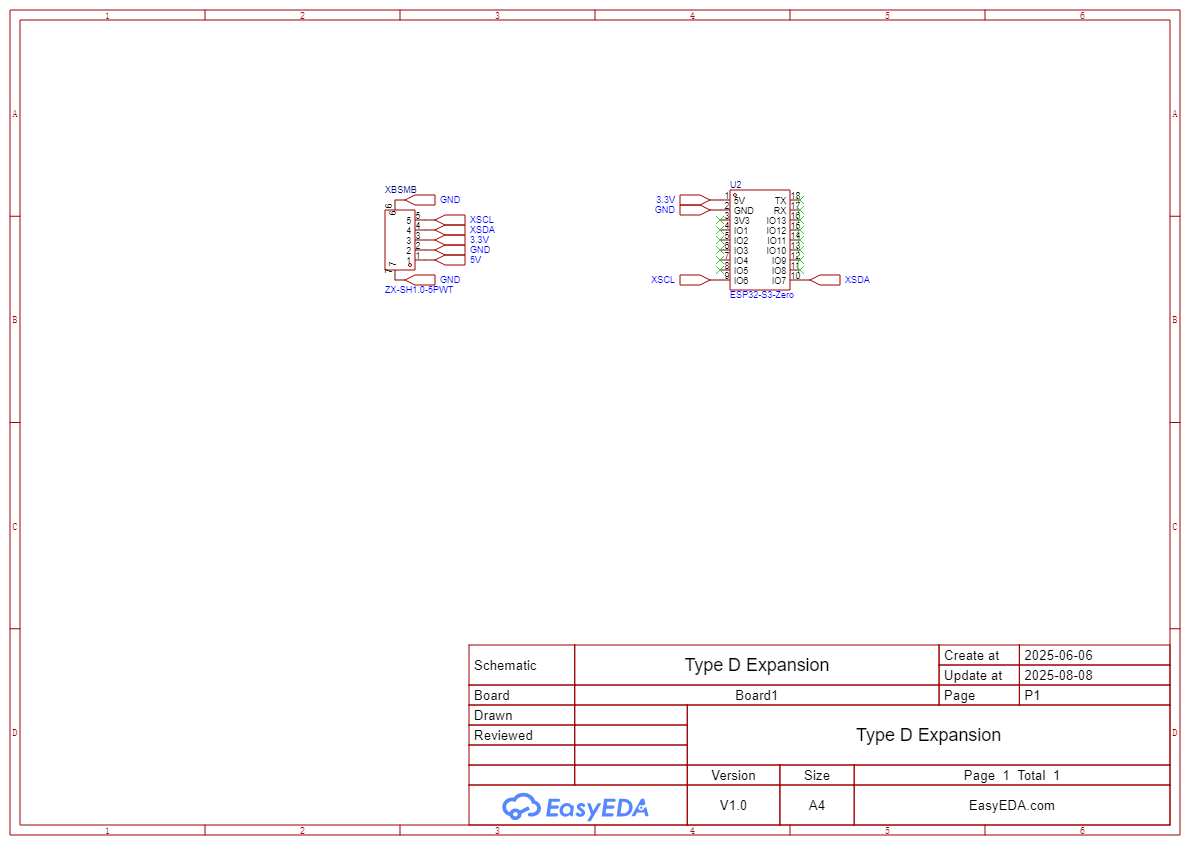 1 2 3 4 5 6
A A
B B
C C
D D
XBSMB
GND
6
6
5 5 XSCL
4 4 XSDA
3 3 3.3V
2 2 GND
1 1 5V
7
7
GND
ZX-SH1.0-5PWT
U2
3.3V 1 5V TX 18
GND 2 GND RX 17
3 3V3 IO13 16
4 IO1 IO12 15
5 IO2 IO11 14
6 IO3 IO10 13
7 IO4 IO9 12
8 IO5 IO8 11
XSCL 9 IO6 IO7 10 XSDA
ESP32-S3-Zero
Schematic Type D Expansion Create at 2025-06-06
Update at 2025-08-08
Board Board1 Page P1
Drawn
Reviewed Type D Expansion
Version Size Page 1 Total 1
EasyEDA V1.0 A4 EasyEDA.com
1 2 3 4 5 6